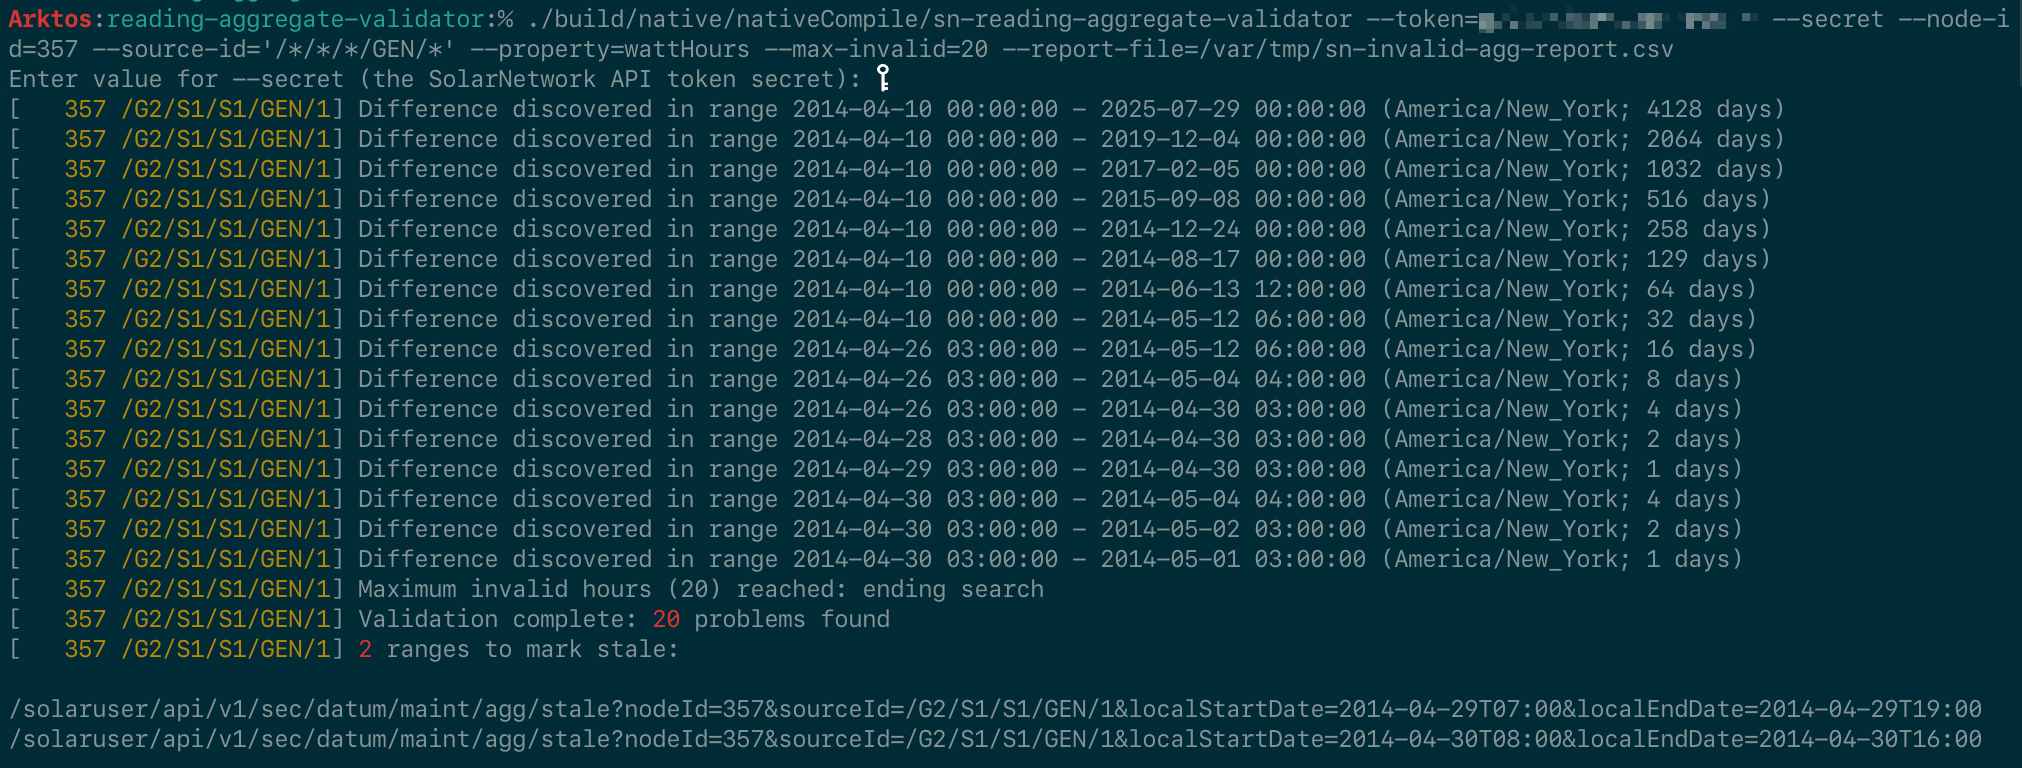 Arktos:reading-aggregate-validator:% ./build/native/nativeCompile/sn-reading-aggregate-validator --token= --secret --node-i
d=357 --source-id='/*/*/*/GEN/*' --property=wattHours --max-invalid=20 --report-file=/var/tmp/sn-invalid-agg-report.csv
Enter value for --secret (the SolarNetwork API token secret):
[    357 /G2/S1/S1/GEN/1] Difference discovered in range 2014-04-10 00:00:00 - 2025-07-29 00:00:00 (America/New_York; 4128 days)
[    357 /G2/S1/S1/GEN/1] Difference discovered in range 2014-04-10 00:00:00 - 2019-12-04 00:00:00 (America/New_York; 2064 days)
[    357 /G2/S1/S1/GEN/1] Difference discovered in range 2014-04-10 00:00:00 - 2017-02-05 00:00:00 (America/New_York; 1032 days)
[    357 /G2/S1/S1/GEN/1] Difference discovered in range 2014-04-10 00:00:00 - 2015-09-08 00:00:00 (America/New_York; 516 days)
[    357 /G2/S1/S1/GEN/1] Difference discovered in range 2014-04-10 00:00:00 - 2014-12-24 00:00:00 (America/New_York; 258 days)
[    357 /G2/S1/S1/GEN/1] Difference discovered in range 2014-04-10 00:00:00 - 2014-08-17 00:00:00 (America/New_York; 129 days)
[    357 /G2/S1/S1/GEN/1] Difference discovered in range 2014-04-10 00:00:00 - 2014-06-13 12:00:00 (America/New_York; 64 days)
[    357 /G2/S1/S1/GEN/1] Difference discovered in range 2014-04-10 00:00:00 - 2014-05-12 06:00:00 (America/New_York; 32 days)
[    357 /G2/S1/S1/GEN/1] Difference discovered in range 2014-04-26 03:00:00 - 2014-05-12 06:00:00 (America/New_York; 16 days)
[    357 /G2/S1/S1/GEN/1] Difference discovered in range 2014-04-26 03:00:00 - 2014-05-04 04:00:00 (America/New_York; 8 days)
[    357 /G2/S1/S1/GEN/1] Difference discovered in range 2014-04-26 03:00:00 - 2014-04-30 03:00:00 (America/New_York; 4 days)
[    357 /G2/S1/S1/GEN/1] Difference discovered in range 2014-04-28 03:00:00 - 2014-04-30 03:00:00 (America/New_York; 2 days)
[    357 /G2/S1/S1/GEN/1] Difference discovered in range 2014-04-29 03:00:00 - 2014-04-30 03:00:00 (America/New_York; 1 days)
[    357 /G2/S1/S1/GEN/1] Difference discovered in range 2014-04-30 03:00:00 - 2014-05-04 04:00:00 (America/New_York; 4 days)
[    357 /G2/S1/S1/GEN/1] Difference discovered in range 2014-04-30 03:00:00 - 2014-05-02 03:00:00 (America/New_York; 2 days)
[    357 /G2/S1/S1/GEN/1] Difference discovered in range 2014-04-30 03:00:00 - 2014-05-01 03:00:00 (America/New_York; 1 days)
[    357 /G2/S1/S1/GEN/1] Maximum invalid hours (20) reached: ending search
[    357 /G2/S1/S1/GEN/1] Validation complete: 20 problems found
[    357 /G2/S1/S1/GEN/1] 2 ranges to mark stale:
/solaruser/api/v1/sec/datum/maint/agg/stale?nodeId=357&sourceId=/G2/S1/S1/GEN/1&localStartDate=2014-04-29T07:00&localEndDate=2014-04-29T19:00
/solaruser/api/v1/sec/datum/maint/agg/stale?nodeId=357&sourceId=/G2/S1/S1/GEN/1&localStartDate=2014-04-30T08:00&localEndDate=2014-04-30T16:00